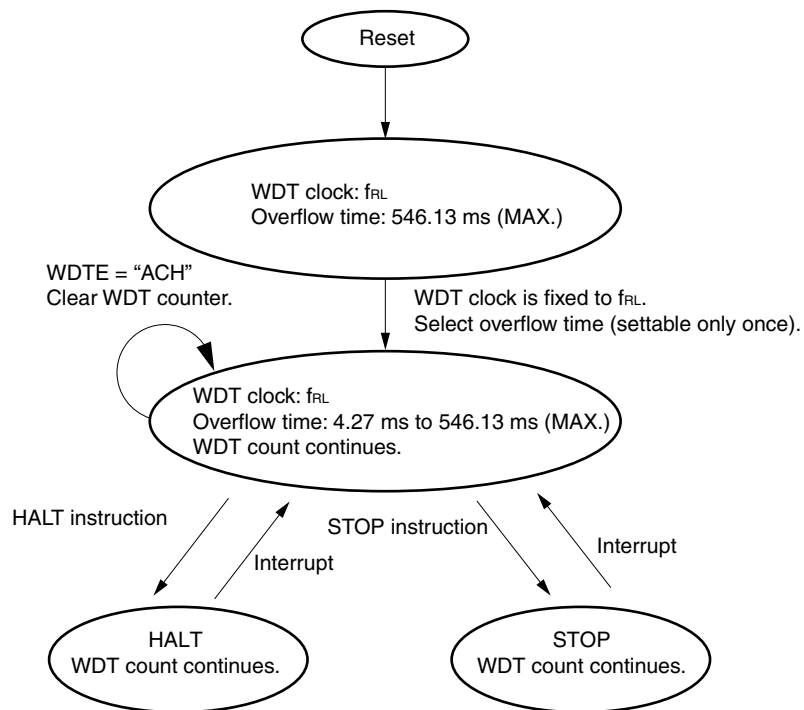 Reset
WDT clock: fRL
Overflow time: 546.13 ms (MAX.)
WDTE = “ACH”
Clear WDT counter.
WDT clock is fixed to fRL.
Select overflow time (settable only once).
WDT clock: fRL
Overflow time: 4.27 ms to 546.13 ms (MAX.)
WDT count continues.
HALT instruction
Interrupt
STOP instruction
Interrupt
HALT
WDT count continues.
STOP
WDT count continues.